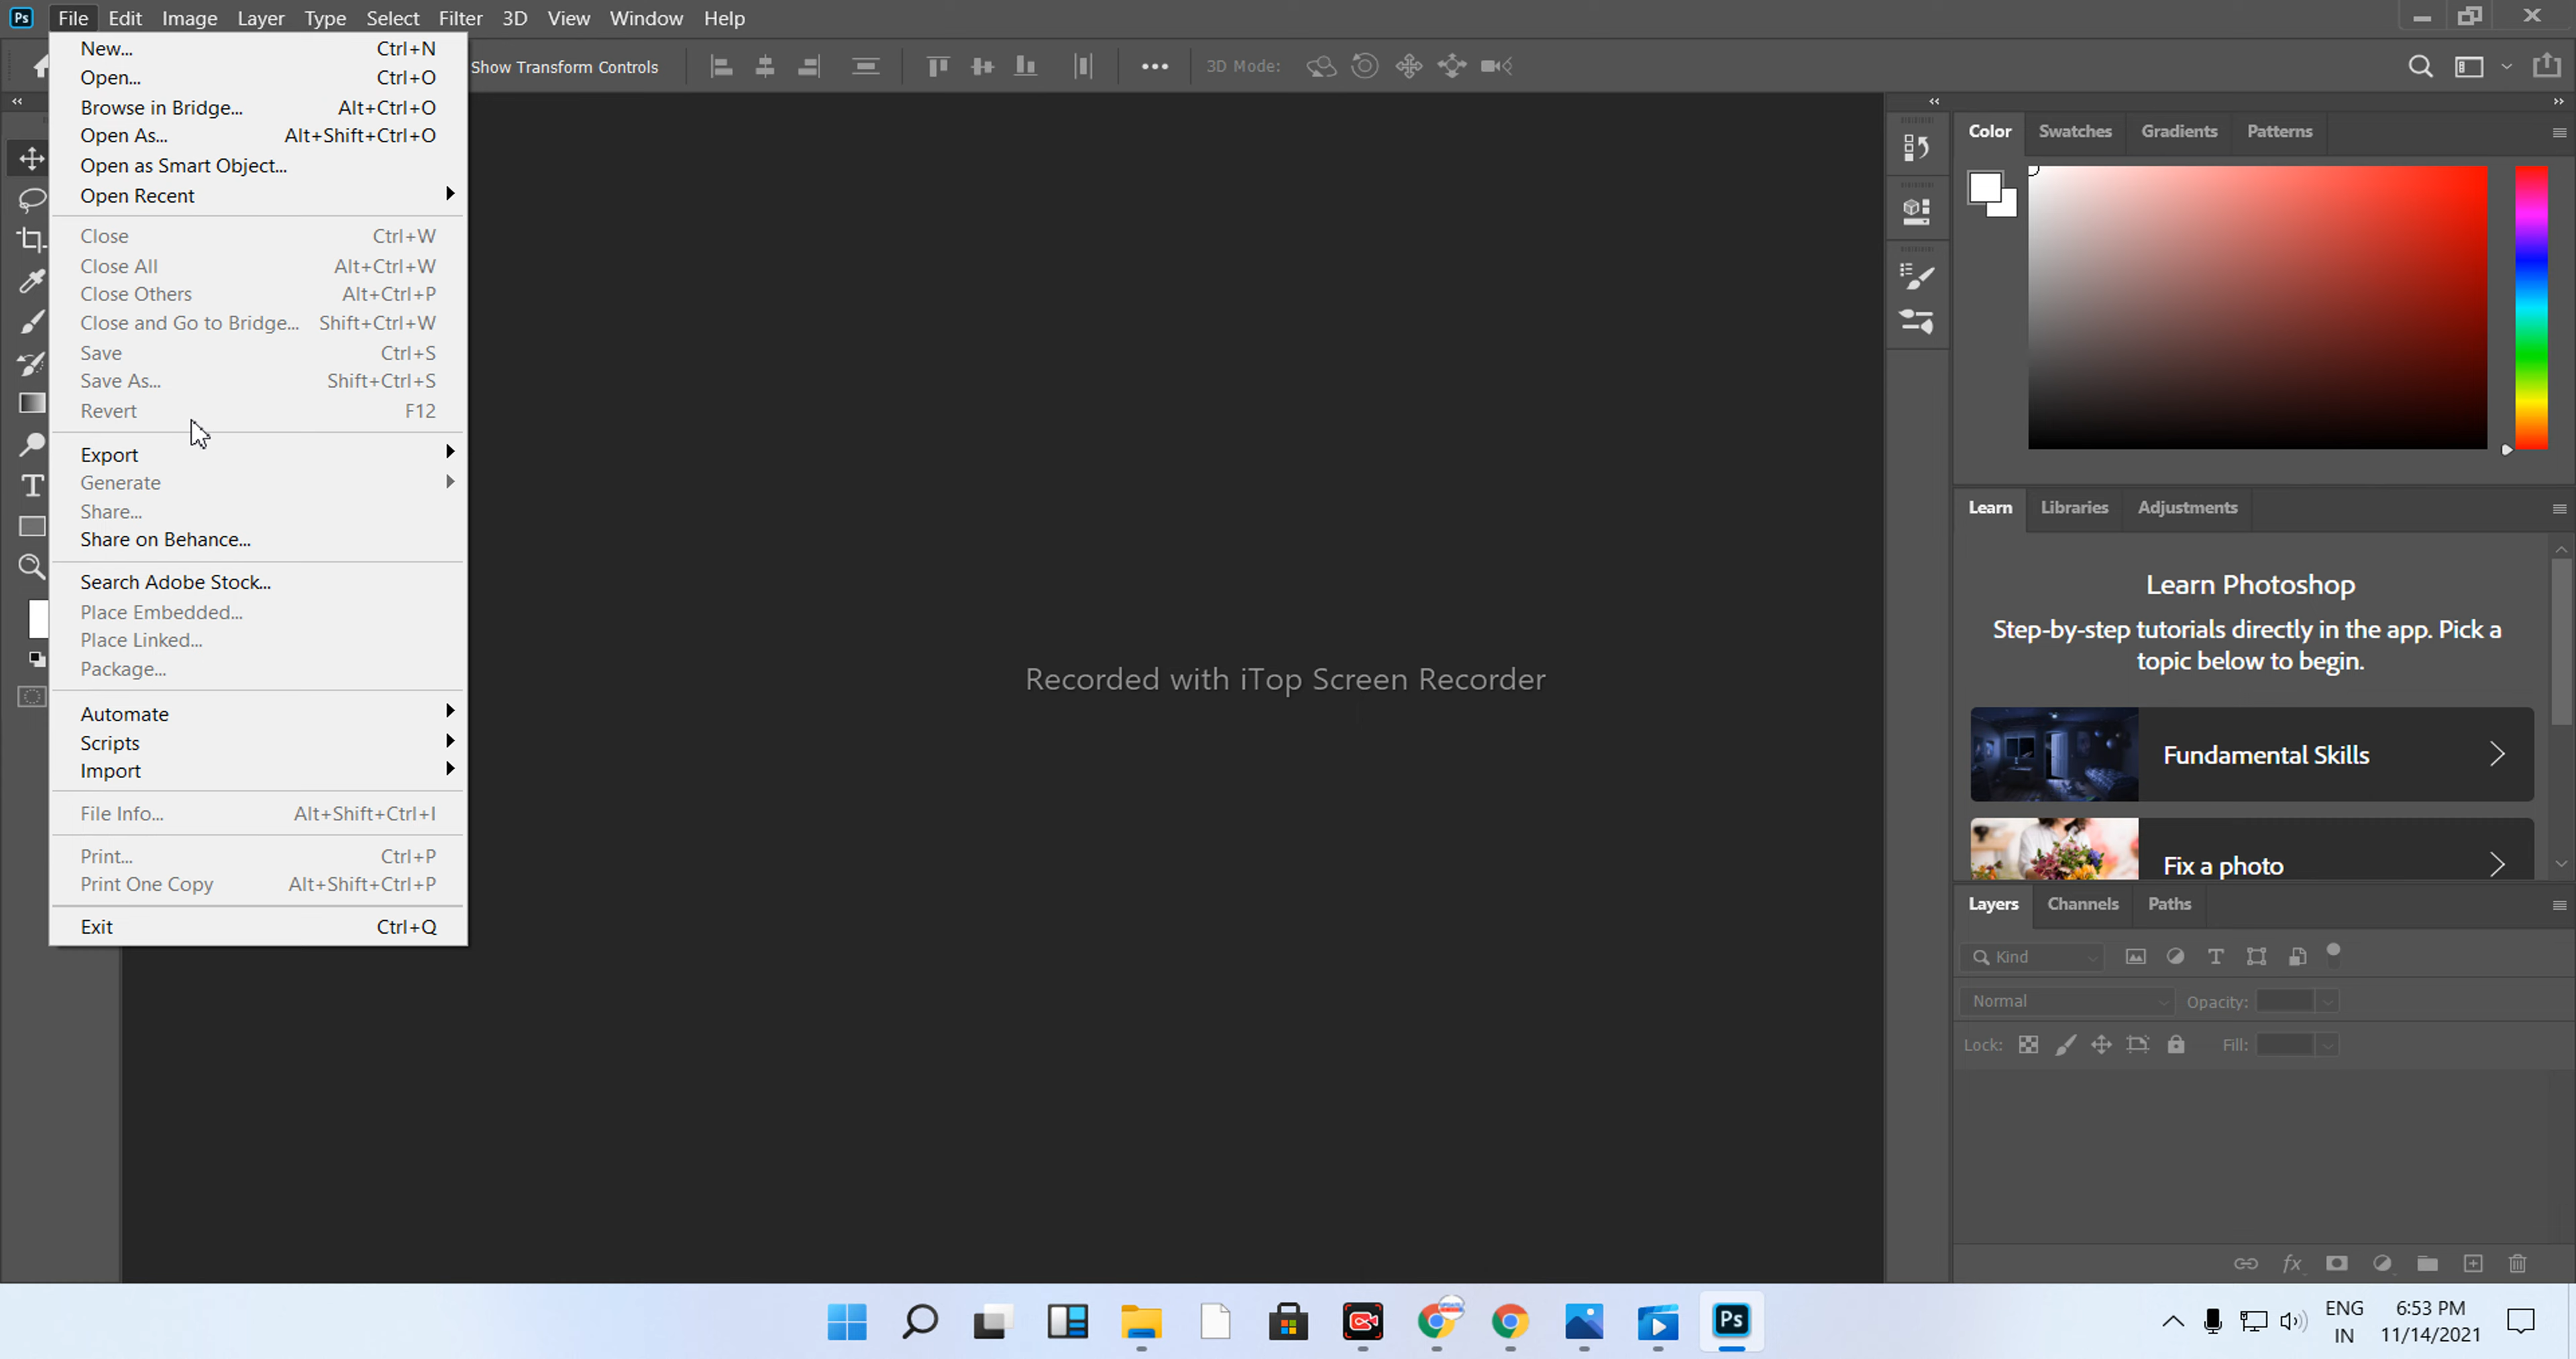 Ps File Edit Image Layer Type Select Filter 3D View Window Help
Show Transform Controls 3D Mode:
New... Ctrl+N
Open... Ctrl+O
Browse in Bridge... Alt+Ctrl+O
Open As... Alt+Shift+Ctrl+O
Open as Smart Object...
Open Recent
Close Ctrl+W
Close All Alt+Ctrl+W
Close Others Alt+Ctrl+P
Close and Go to Bridge... Shift+Ctrl+W
Save Ctrl+S
Save As... Shift+Ctrl+S
Revert F12
Export
Generate
Share...
Share on Behance...
Search Adobe Stock...
Place Embedded...
Place Linked...
Package...
Automate
Scripts
Import
File Info... Alt+Shift+Ctrl+I
Print... Ctrl+P
Print One Copy Alt+Shift+Ctrl+P
Exit Ctrl+Q
Recorded with iTop Screen Recorder
Color Swatches Gradients Patterns
Learn Libraries Adjustments
Learn Photoshop
Step-by-step tutorials directly in the app. Pick a
topic below to begin.
Fundamental Skills
Fix a photo
Layers Channels Paths
Kind
Normal Opacity:
Lock: Fill:
fx
Ps
ENG 6:53 PM
IN 11/14/2021